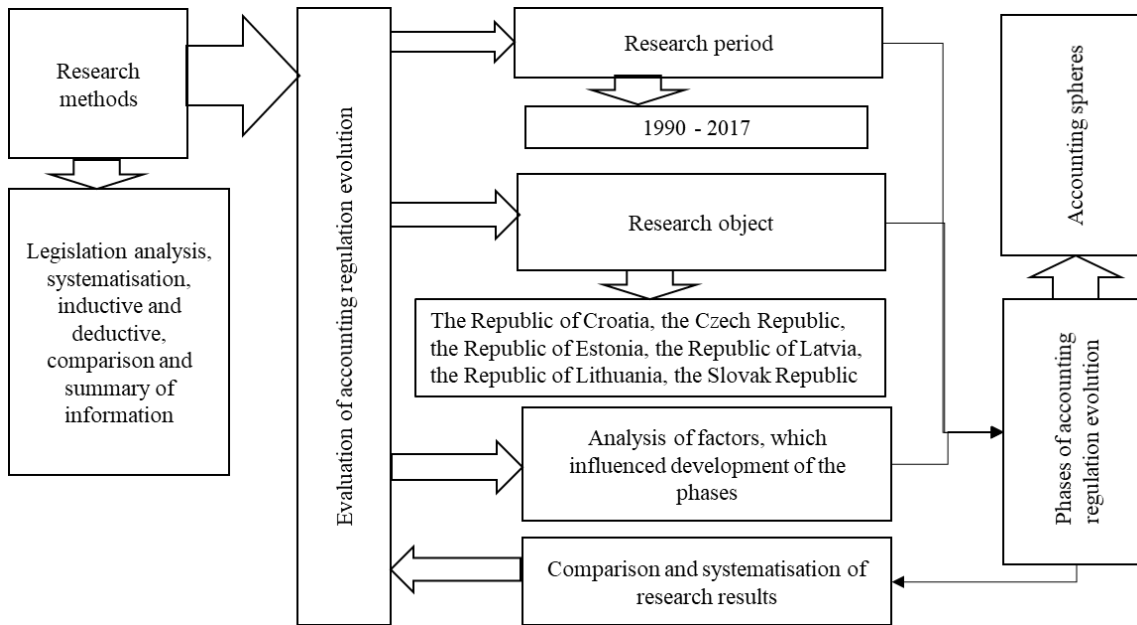 Research
methods
Legislation analysis,
systematisation,
inductive and
deductive,
comparison and
summary of
information
Evaluation of accounting regulation evolution
Research period
1990 - 2017
Research object
The Republic of Croatia, the Czech Republic,
the Republic of Estonia, the Republic of Latvia,
the Republic of Lithuania, the Slovak Republic
Analysis of factors, which
influenced development of the
phases
Comparison and systematisation of
research results
Accounting spheres
Phases of accounting
regulation evolution